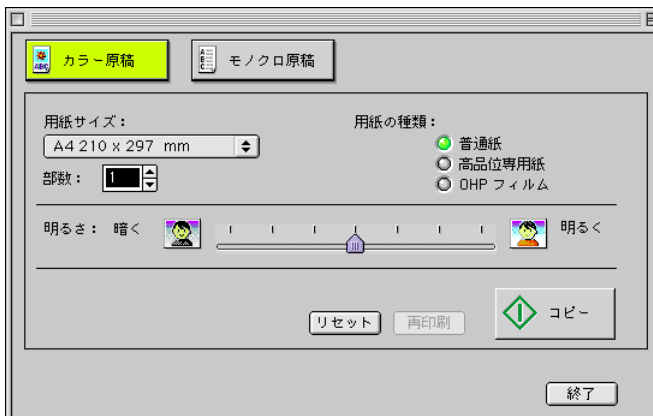 カラー原稿
モノクロ原稿
用紙サイズ：
A4 210 x 297 mm
部数： 1
用紙の種類：
普通紙
高品位専用紙
OHP フィルム
明るさ： 暗く 明るく
リセット
再印刷
コピー
終了